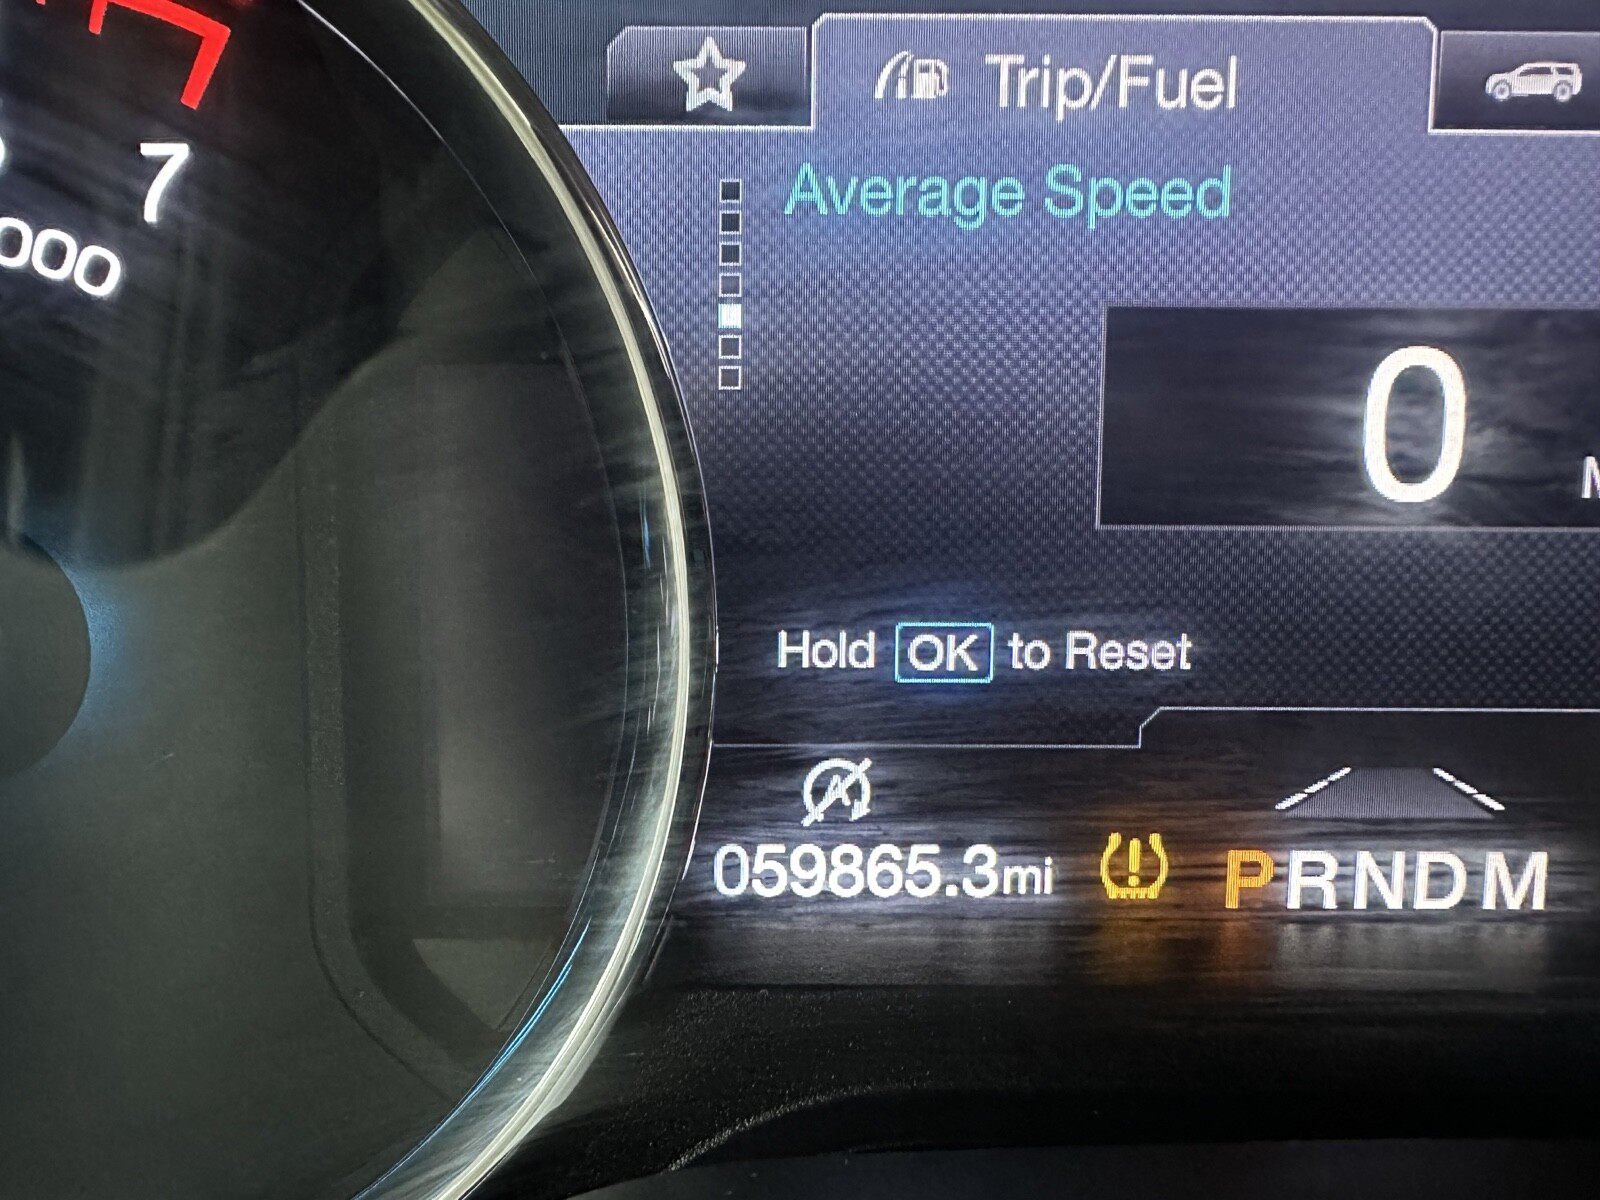 Trip/Fuel
Average Speed
7
000
0
Hold OK to Reset
059865.3mi
PRNDM